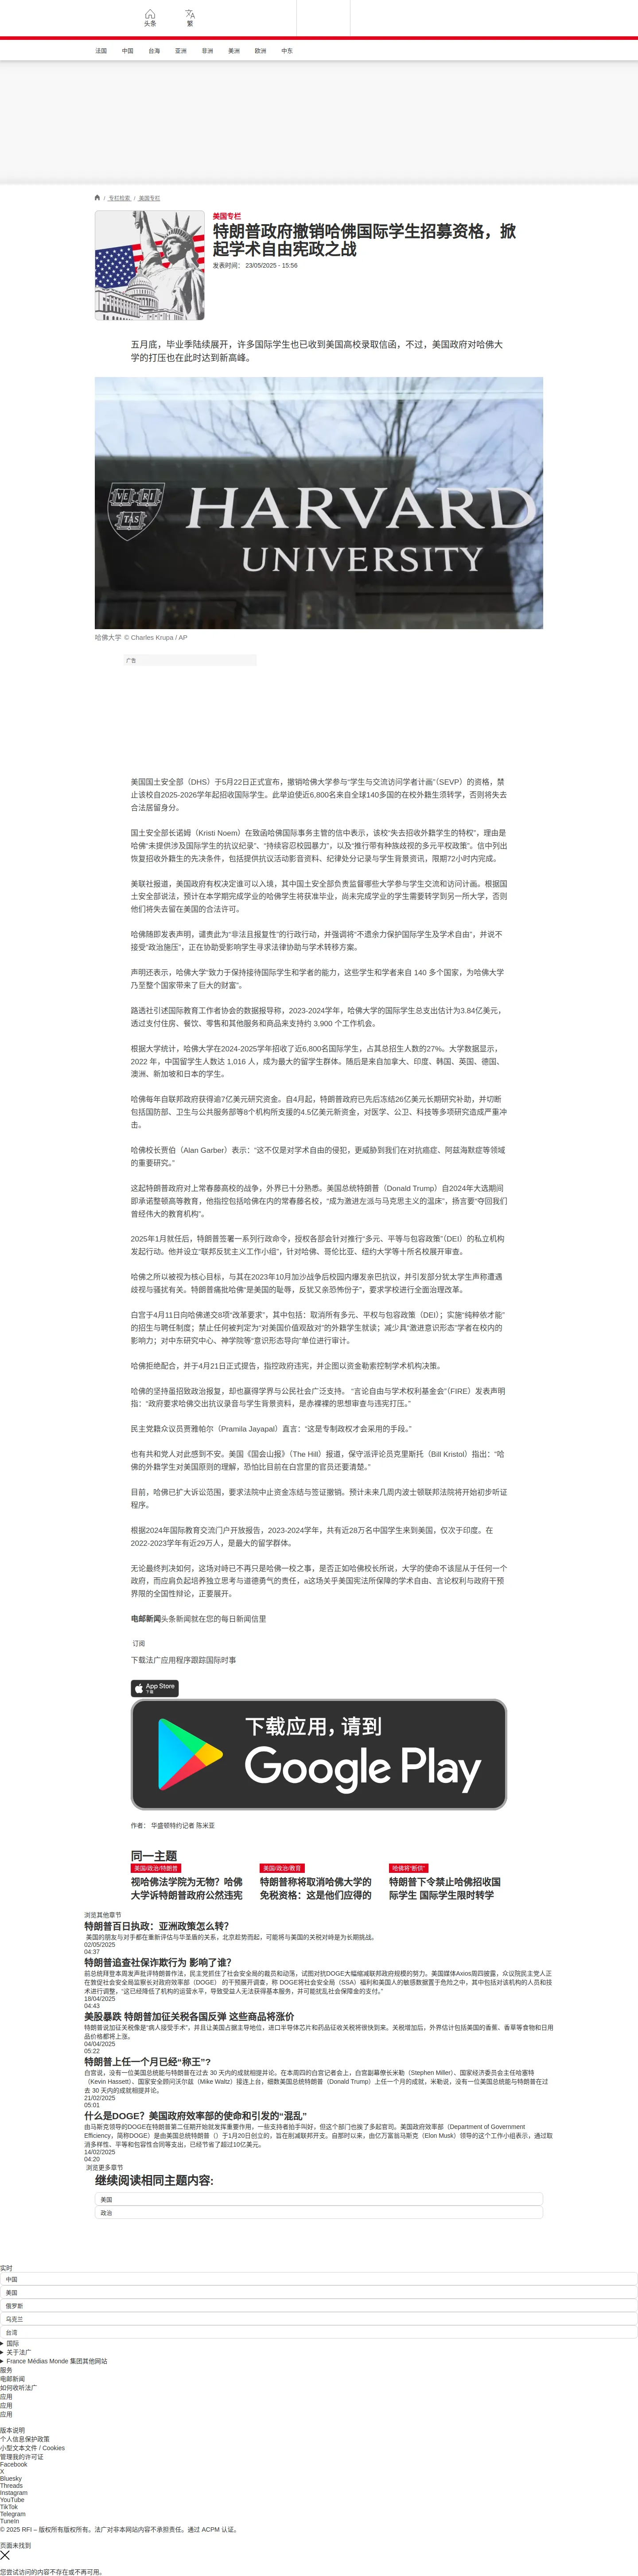 头条
繁
法国
中国
台海
亚洲
非洲
美洲
欧洲
中东
/ 专栏检索 / 美国专栏
美国专栏
特朗普政府撤销哈佛国际学生招募资格，掀
起学术自由宪政之战
发表时间： 23/05/2025 - 15:56
五月底，毕业季陆续展开，许多国际学生也已收到美国高校录取信函，不过，美国政府对哈佛大
学的打压也在此时达到新高峰。
VE RI TAS
HARVARD
UNIVERSITY
哈佛大学 © Charles Krupa / AP
广告
美国国土安全部（DHS）于5月22日正式宣布，撤销哈佛大学参与“学生与交流访问学者计画”（SEVP）的资格，禁
止该校自2025-2026学年起招收国际学生。此举迫使近6,800名来自全球140多国的在校外籍生须转学，否则将失去
合法居留身分。
国土安全部长诺姆（Kristi Noem）在致函哈佛国际事务主管的信中表示，该校“失去招收外籍学生的特权”，理由是
哈佛“未提供涉及国际学生的抗议纪录”、“持续容忍校园暴力”，以及“推行带有种族歧视的多元平权政策”。信中列出
恢复招收外籍生的先决条件，包括提供抗议活动影音资料、纪律处分记录与学生背景资讯，限期72小时内完成。
美联社报道，美国政府有权决定谁可以入境，其中国土安全部负责监督哪些大学参与学生交流和访问计画。根据国
土安全部说法，预计在本学期完成学业的哈佛学生将获准毕业，尚未完成学业的学生需要转学到另一所大学，否则
他们将失去留在美国的合法许可。
哈佛随即发表声明，谴责此为“非法且报复性”的行政行动，并强调将“不遗余力保护国际学生及学术自由”，并说不
接受“政治施压”，正在协助受影响学生寻求法律协助与学术转移方案。
声明还表示，哈佛大学“致力于保持接待国际学生和学者的能力，这些学生和学者来自 140 多个国家，为哈佛大学
乃至整个国家带来了巨大的财富”。
路透社引述国际教育工作者协会的数据报导称，2023-2024学年，哈佛大学的国际学生总支出估计为3.84亿美元，
透过支付住房、餐饮、零售和其他服务和商品来支持约 3,900 个工作机会。
根据大学统计，哈佛大学在2024-2025学年招收了近6,800名国际学生，占其总招生人数的27%。大学数据显示，
2022 年，中国留学生人数达 1,016 人，成为最大的留学生群体。随后是来自加拿大、印度、韩国、英国、德国、
澳洲、新加坡和日本的学生。
哈佛每年自联邦政府获得逾7亿美元研究资金。自4月起，特朗普政府已先后冻结26亿美元长期研究补助，并切断
包括国防部、卫生与公共服务部等8个机构所支援的4.5亿美元新资金，对医学、公卫、科技等多项研究造成严重冲
击。
哈佛校长贾伯（Alan Garber）表示：“这不仅是对学术自由的侵犯，更威胁到我们在对抗癌症、阿兹海默症等领域
的重要研究。”
这起特朗普政府对上常春藤高校的战争，外界已十分熟悉。美国总统特朗普（Donald Trump）自2024年大选期间
即承诺整顿高等教育，他指控包括哈佛在内的常春藤名校，“成为激进左派与马克思主义的温床”，扬言要“夺回我们
曾经伟大的教育机构”。
2025年1月就任后，特朗普签署一系列行政命令，授权各部会针对推行“多元、平等与包容政策”（DEI）的私立机构
发起行动。他并设立“联邦反犹主义工作小组”，针对哈佛、哥伦比亚、纽约大学等十所名校展开审查。
哈佛之所以被视为核心目标，与其在2023年10月加沙战争后校园内爆发亲巴抗议，并引发部分犹太学生声称遭遇
歧视与骚扰有关。特朗普痛批哈佛“是美国的耻辱，反犹又亲恐怖份子”，要求学校进行全面治理改革。
白宫于4月11日向哈佛递交8项“改革要求”，其中包括：取消所有多元、平权与包容政策（DEI）；实施“纯粹依才能”
的招生与聘任制度；禁止任何被判定为“对美国价值观敌对”的外籍学生就读；减少具“激进意识形态”学者在校内的
影响力；对中东研究中心、神学院等“意识形态导向”单位进行审计。
哈佛拒绝配合，并于4月21日正式提告，指控政府违宪，并企图以资金勒索控制学术机构决策。
哈佛的坚持虽招致政治报复，却也赢得学界与公民社会广泛支持。 “言论自由与学术权利基金会”（FIRE）发表声明
指：“政府要求哈佛交出抗议录音与学生背景资料，是赤裸裸的思想审查与违宪打压。”
民主党籍众议员贾雅帕尔（Pramila Jayapal）直言：“这是专制政权才会采用的手段。”
也有共和党人对此感到不安。美国《国会山报》（The Hill）报道，保守派评论员克里斯托（Bill Kristol）指出：“哈
佛的外籍学生对美国原则的理解，恐怕比目前在白宫里的官员还要清楚。”
目前，哈佛已扩大诉讼范围，要求法院中止资金冻结与签证撤销。预计未来几周内波士顿联邦法院将开始初步听证
程序。
根据2024年国际教育交流门户开放报告，2023-2024学年，共有近28万名中国学生来到美国，仅次于印度。在
2022-2023学年有近29万人，是最大的留学群体。
无论最终判决如何，这场对峙已不再只是哈佛一校之事，是否正如哈佛校长所说，大学的使命不该屈从于任何一个
政府，而应肩负起培养独立思考与道德勇气的责任，a这场关乎美国宪法所保障的学术自由、言论权利与政府干预
界限的全国性辩论，正要展开。
电邮新闻头条新闻就在您的每日新闻信里
订阅
下载法广应用程序跟踪国际时事
App Store
下载
下载应用，请到
Google Play
作者： 华盛顿特约记者 陈米亚
同一主题
美国/政治/特朗普
视哈佛法学院为无物？哈佛
大学诉特朗普政府公然违宪
美国/政治/教育
特朗普称将取消哈佛大学的
免税资格：这是他们应得的
哈佛将“断供”
特朗普下令禁止哈佛招收国
际学生 国际学生限时转学
浏览其他章节
特朗普百日执政：亚洲政策怎么转?
美国的朋友与对手都在重新评估与华圣盾的关系，北京趁势而起，可能将与美国的关税对峙是为长期挑战。
02/05/2025
04:37
特朗普追查社保诈欺行为 影响了谁？
前总统拜登本周发声批评特朗普作法，民主党抓住了社会安全局的裁员和动荡，试图对抗DOGE大幅缩减联邦政府规模的努力。美国媒体Axios周四披露，众议院民主党人正
在敦促社会安全局监察长对政府效率部（DOGE） 的干预展开调查，称 DOGE将社会安全局（SSA）福利和美国人的敏感数据置于危险之中，其中包括对该机构的人员和技
术进行调整，“这已经降低了机构的运营水平，导致受益人无法获得基本服务，并可能扰乱社会保障金的支付。”
18/04/2025
04:43
美股暴跌 特朗普加征关税各国反弹 这些商品将涨价
特朗普说加征关税像是“病人接受手术”，并且让美国占据主导地位，进口半导体芯片和药品征收关税将很快到来。关税增加后，外界估计包括美国的香蕉、香草等食物和日用
品价格都将上涨。
04/04/2025
05:22
特朗普上任一个月已经“称王”？
白宫说，没有一位美国总统能与特朗普在过去 30 天内的成就相提并论。在本周四的白宫记者会上，白宫副幕僚长米勒（Stephen Miller）、国家经济委员会主任哈塞特
（Kevin Hassett）、国家安全顾问沃尔兹（Mike Waltz）接连上台，细数美国总统特朗普（Donald Trump）上任一个月的成就，米勒说，没有一位美国总统能与特朗普在过
去 30 天内的成就相提并论。
21/02/2025
05:01
什么是DOGE？美国政府效率部的使命和引发的“混乱”
由马斯克领导的DOGE在特朗普第二任期开始就发挥重要作用，一些支持者拍手叫好，但这个部门也挨了多起官司。美国政府效率部（Department of Government
Efficiency，简称DOGE）是由美国总统特朗普（）于1月20日创立的，旨在削减联邦开支。自那时以来，由亿万富翁马斯克（Elon Musk）领导的这个工作小组表示，通过取
消多样性、平等和包容性合同等支出，已经节省了超过10亿美元。
14/02/2025
04:20
浏览更多章节
继续阅读相同主题内容:
美国
政治
实时
中国
美国
俄罗斯
乌克兰
台湾
国际
关于法广
France Médias Monde 集团其他网站
服务
电邮新闻
如何收听法广
应用
应用
应用
版本说明
个人信息保护政策
小型文本文件 / Cookies
管理我的许可证
Facebook
X
Bluesky
Threads
Instagram
YouTube
TikTok
Telegram
TuneIn
© 2025 RFI – 版权所有版权所有。法广对非本网站内容不承担责任。通过 ACPM 认证。
页面未找到
您尝试访问的内容不存在或不再可用。